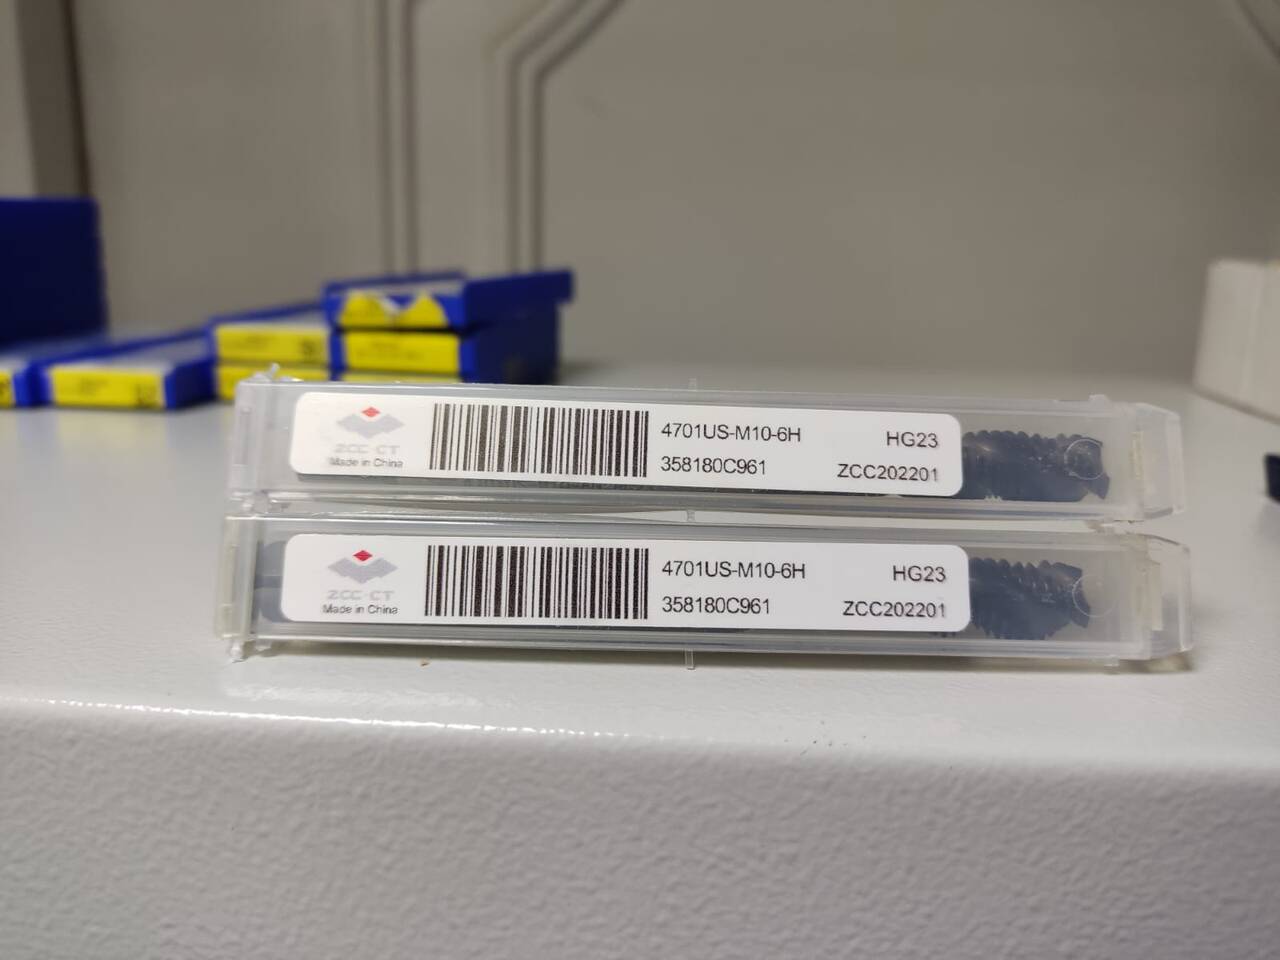 ZCC·CT
Made in China
4701US-M10-6H HG23
358180C961 ZCC202201
ZCC·CT
Made in China
4701US-M10-6H HG23
358180C961 ZCC202201